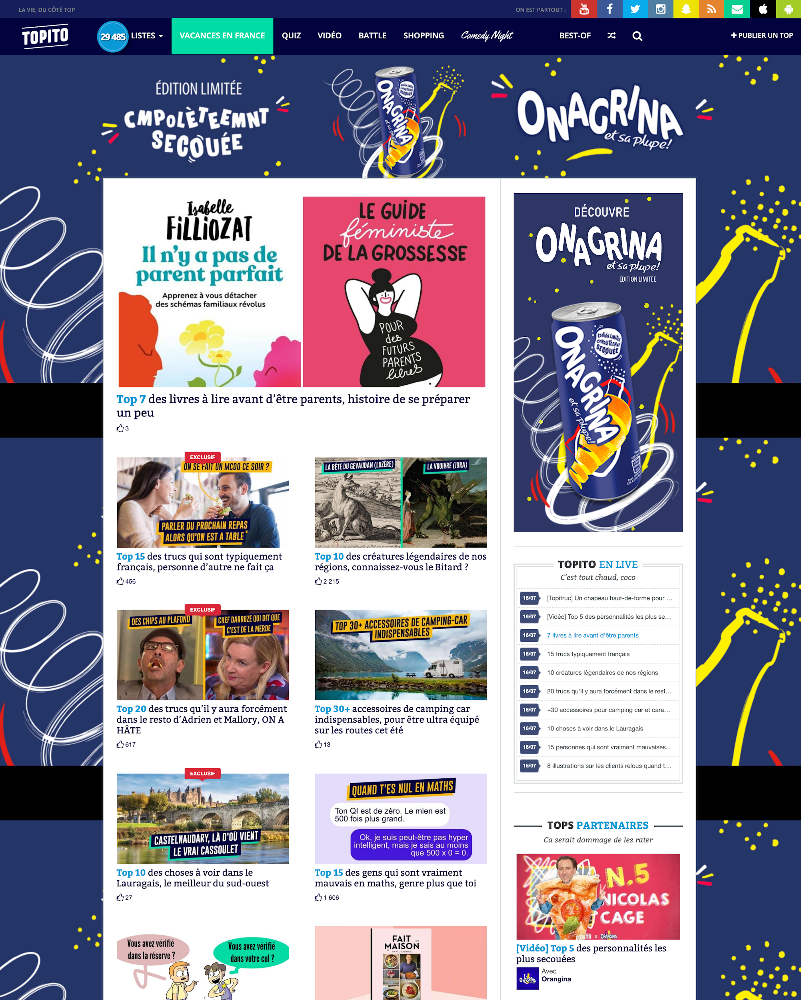 LA VIE, DU CÔTÉ TOP
ON EST PARTOUT :
You Tube
TOPITO
29 485 LISTES
VACANCES EN FRANCE
QUIZ
VIDÉO
BATTLE
SHOPPING
Comedy Night
BEST-OF
+ PUBLIER UN TOP
ÉDITION LIMITÉE
CMPOLÈTEEMNT
SECOUÉE
ONAGRINA
et sa plupe!
ONAGRINA
et sa plupe!
Isabelle
FILLIOZAT
Il n’y a pas de
parent parfait
Apprenez à vous détacher
des schémas familiaux révolus
LE GUIDE
féministe
DE LA GROSSESSE
POUR
des
FUTURS
PARENTS
libres
Top 7 des livres à lire avant d’être parents, histoire de se préparer
un peu
3
EXCLUSIF
ON SE FAIT UN MCDO CE SOIR ?
PARLER DU PROCHAIN REPAS
ALORS QU'ON EST A TABLE
Top 15 des trucs qui sont typiquement
français, personne d’autre ne fait ça
456
LA BÊTE DU GÉVAUDAN (LOZÈRE)
LA VOUIVRE (JURA)
Top 10 des créatures légendaires de nos
régions, connaissez-vous le Bitard ?
2 215
EXCLUSIF
DES CHIPS AU PLAFOND
CHEF DARROZE QUI DIT QUE
C'EST DE LA MERDE
Top 20 des trucs qu’il y aura forcément
dans le resto d’Adrien et Mallory, ON A
HÂTE
617
TOP 30+ ACCESSOIRES DE CAMPING-CAR
INDISPENSABLES
Top 30+ accessoires de camping car
indispensables, pour être ultra équipé
sur les routes cet été
13
EXCLUSIF
CASTELNAUDARY, LÀ D'OÙ VIENT
LE VRAI CASSOULET
Top 10 des choses à voir dans le
Lauragais, le meilleur du sud-ouest
27
QUAND T'ES NUL EN MATHS
Ton QI est de zéro. Le mien est
500 fois plus grand.
Ok, je suis peut-être pas hyper
intelligent, mais je sais au moins
que 500 x 0 = 0.
Top 15 des gens qui sont vraiment
mauvais en maths, genre plus que toi
1 606
Vous avez vérifié
dans la réserve ?
Vous avez vérifié
dans votre cul ?
FAIT
MAISON
CYRIL LIGNAC
DÉCOUVRE
ONAGRINA
et sa plupe!
ÉDITION LIMITÉE
ÉDITION LIMITÉE
CMPOLÈTEEMNT
SECOUÉE
ONAGRINA
et sa plupe!
TOPITO EN LIVE
C'est tout chaud, coco
16/07 [Topitruc] Un chapeau haut-de-forme pour ...
16/07 [Vidéo] Top 5 des personnalités les plus se...
16/07 7 livres à lire avant d'être parents
16/07 15 trucs typiquement français
16/07 10 créatures légendaires de nos régions
16/07 20 trucs qu'il y aura forcément dans le rest...
16/07 +30 accessoires pour camping car et cara...
16/07 10 choses à voir dans le Lauragais
16/07 15 personnes qui sont vraiment mauvaises...
16/07 8 illustrations sur les clients relous quand t...
TOPS PARTENAIRES
Ca serait dommage de les rater
N.5
NICOLAS
CAGE
TOPITO X ORANGINA
[Vidéo] Top 5 des personnalités les
plus secouées
ONAGRINA
Avec
Orangina